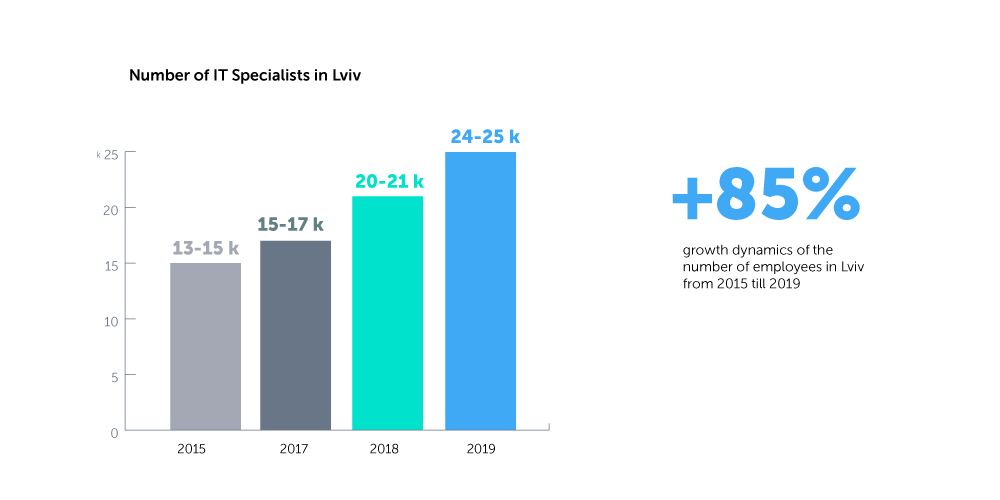 Number of IT Specialists in Lviv
24-25 k
20-21 k
15-17 k
13-15 k
k 25
20
15
10
5
0
2015 2017 2018 2019
+85%
growth dynamics of the
number of employees in Lviv
from 2015 till 2019